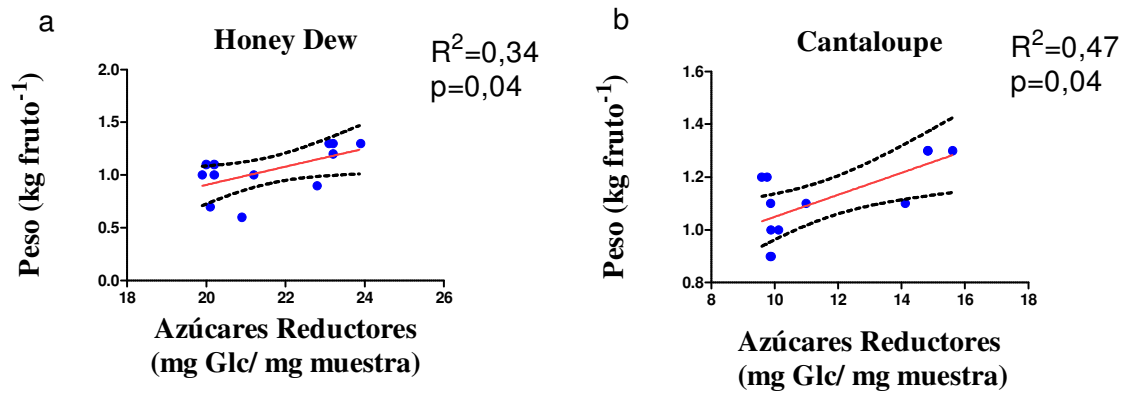 a
Honey Dew
R²=0,34
p=0,04
Peso (kg fruto⁻¹)
2.0
1.5
1.0
0.5
0.0
18 20 22 24 26
Azúcares Reductores
(mg Glc/ mg muestra)
b
Cantaloupe
R²=0,47
p=0,04
Peso (kg fruto⁻¹)
1.6
1.4
1.2
1.0
0.8
8 10 12 14 16 18
Azúcares Reductores
(mg Glc/ mg muestra)